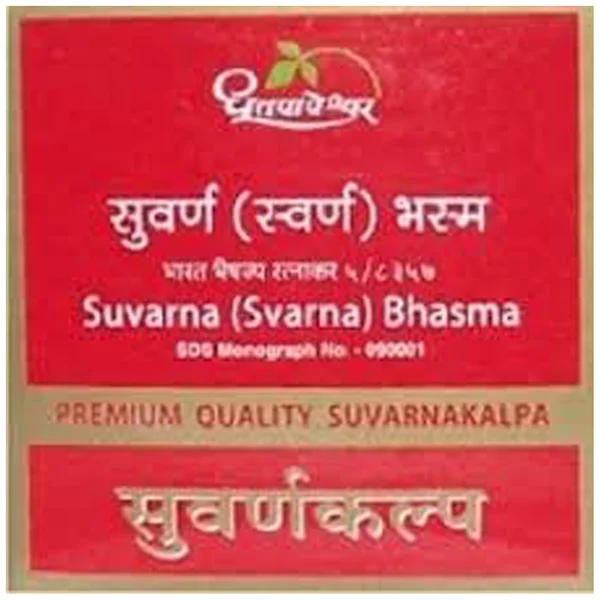 धूतपापेश्वर
सुवर्ण (स्वर्ण) भस्म
भारत भैषज्य रत्नाकर ५/८३५७
Suvarna (Svarna) Bhasma
SDS Monograph No. - 090001
PREMIUM QUALITY SUVARNAKALPA
सुवर्णकल्प